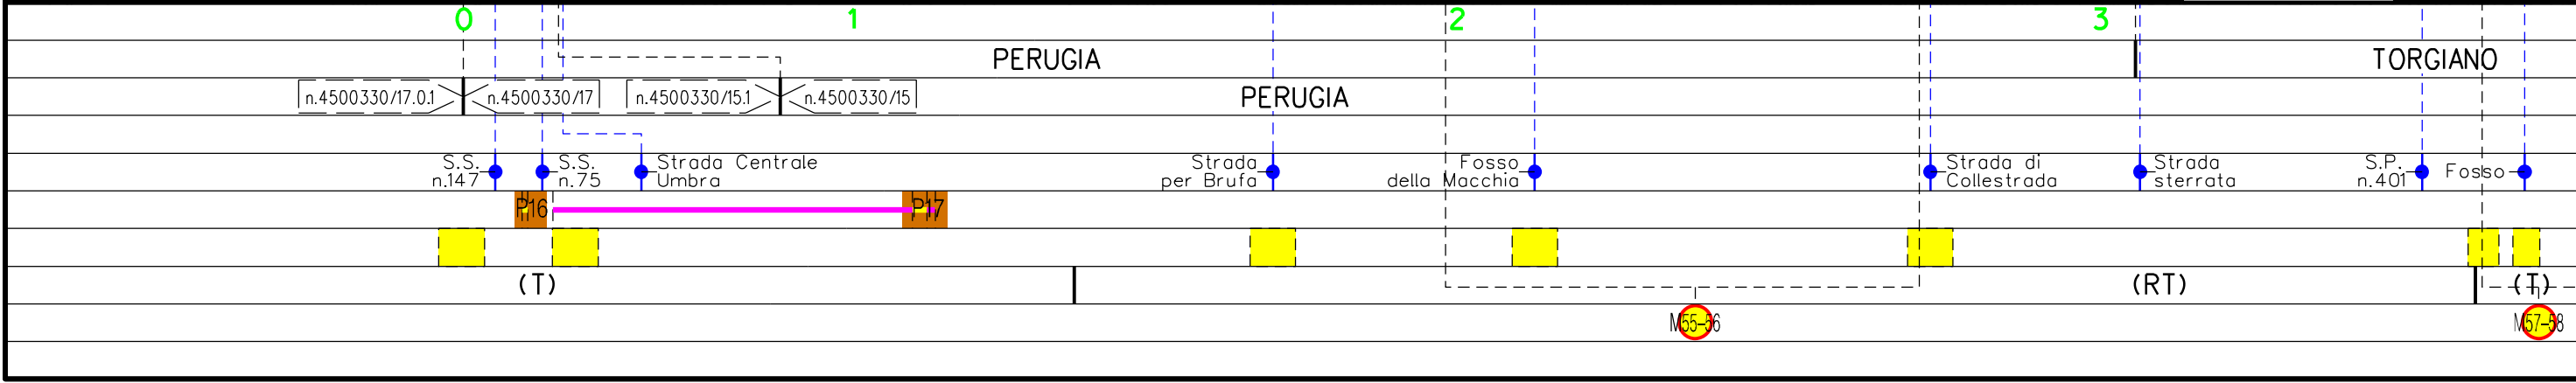 0 1 2 3
PERUGIA TORGIANO
n.4500330/17.0.1 n.4500330/17 n.4500330/15.1 n.4500330/15 PERUGIA
S.S. S.S. Strada Centrale Strada Fosso Strada di Strada S.P. Fosso
n.147 n.75 Umbra per Brufa della Macchia Collestrada sterrata n.401
P16 P17
(T) (RT) (T)
M55-56 M57-58